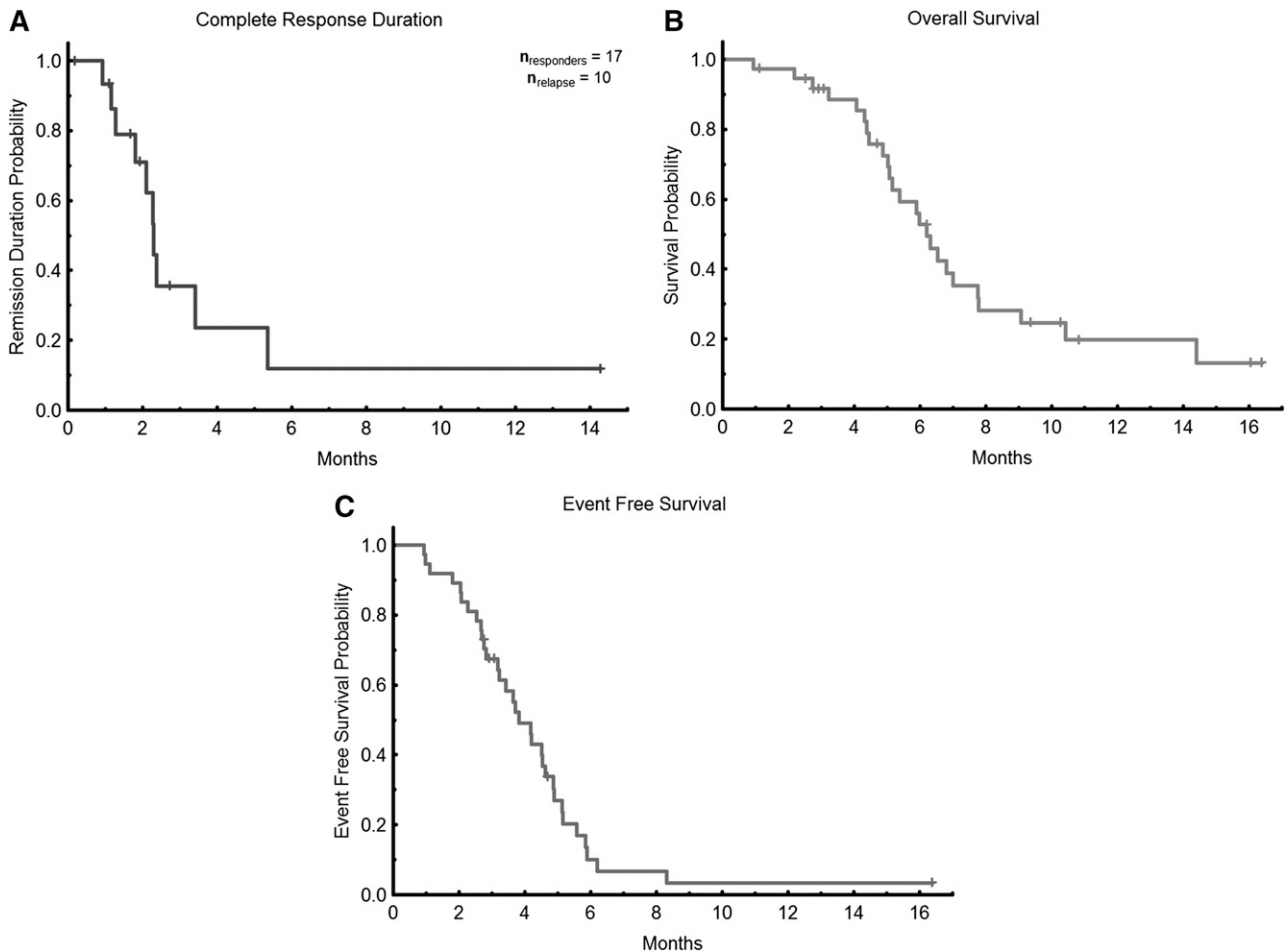 A
Complete Response Duration
n responders = 17
n relapse = 10
Remission Duration Probability
1.0
0.8
0.6
0.4
0.2
0.0
0 2 4 6 8 10 12 14
Months
B
Overall Survival
Survival Probability
1.0
0.8
0.6
0.4
0.2
0.0
0 2 4 6 8 10 12 14 16
Months
C
Event Free Survival
Event Free Survival Probability
1.0
0.8
0.6
0.4
0.2
0.0
0 2 4 6 8 10 12 14 16
Months